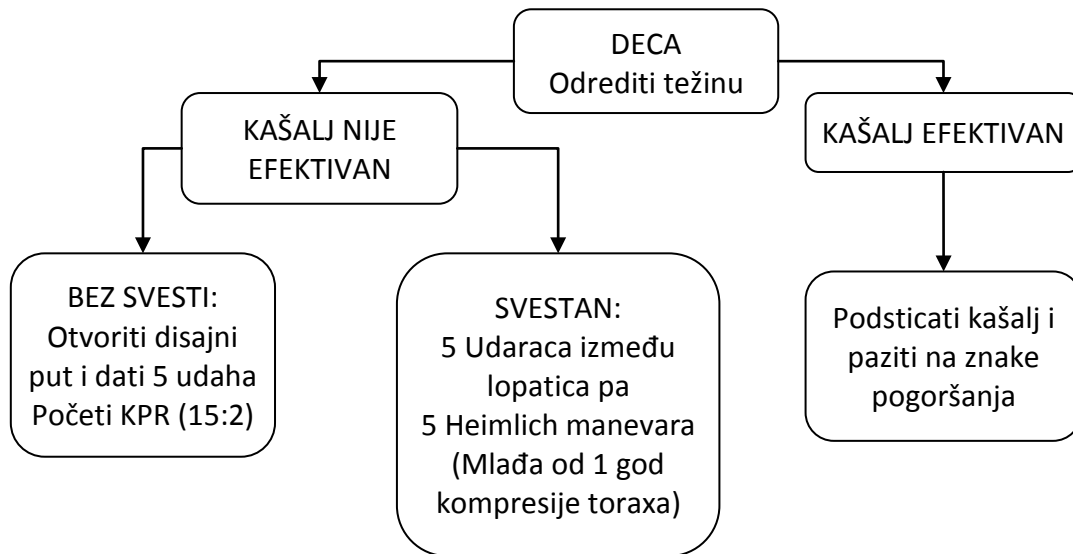 DECA
Odrediti težinu
KAŠALJ NIJE
EFEKTIVAN
KAŠALJ EFEKTIVAN
BEZ SVESTI:
Otvoriti disajni
put i dati 5 udaha
Početi KPR (15:2)
SVESTAN:
5 Udaraca između
lopatica pa
5 Heimlich manevara
(Mlađa od 1 god
kompresije toraxa)
Podsticati kašalj i
paziti na znake
pogoršanja